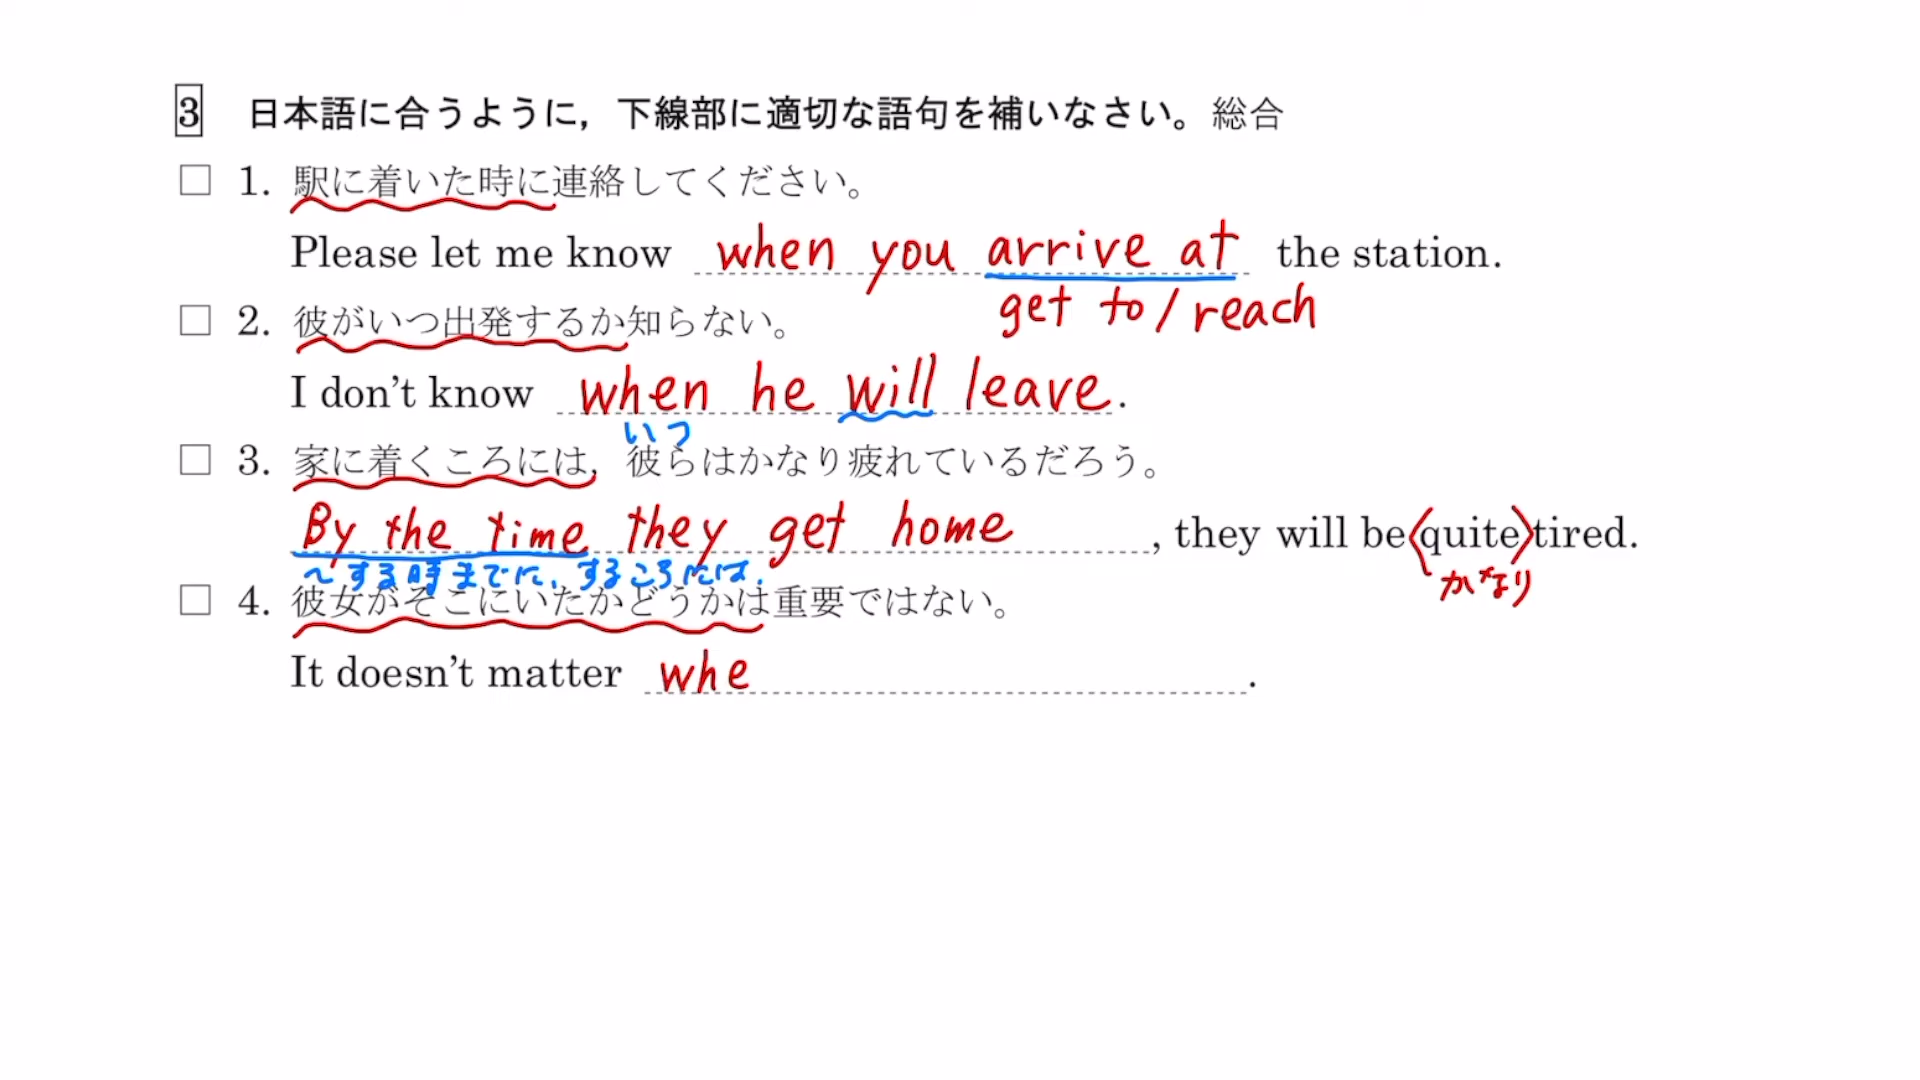 3 日本語に合うように，下線部に適切な語句を補いなさい。総合
1. 駅に着いた時に連絡してください。
Please let me know when you arrive at the station.
get to / reach
2. 彼がいつ出発するか知らない。
I don't know when he will leave.
いつ
3. 家に着くころには，彼らはかなり疲れているだろう。
By the time they get home, they will be〈quite〉tired.
～する時までに、するころには、
かなり
4. 彼女がそこにいたかどうかは重要ではない。
It doesn't matter whe .